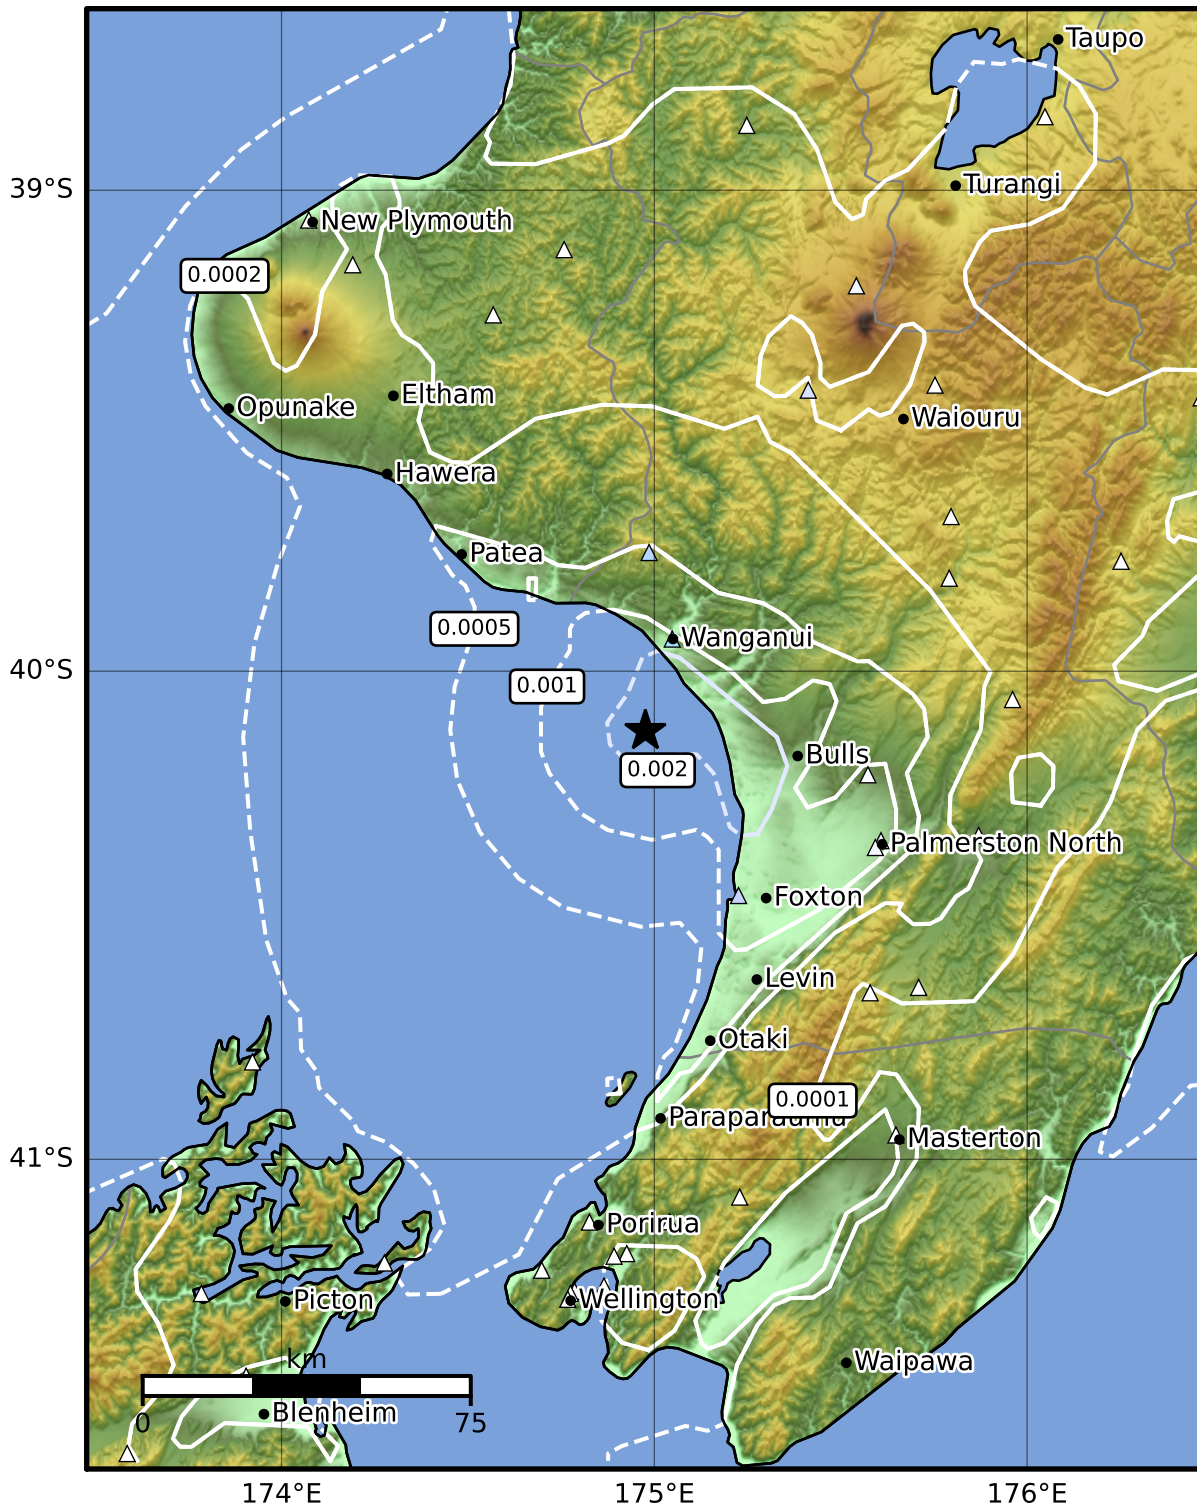 Taupo
39°S
Turangi
New Plymouth
0.0002
Eltham
Opunake
Waiouru
Hawera
Patea
0.0005
Wanganui
40°S
0.001
Bulls
0.002
Palmerston North
Foxton
Levin
Otaki
0.0001
Paraparaumu
Masterton
41°S
Porirua
Picton
Wellington
km
Waipawa
0
75
Blenheim
174°E
175°E
176°E